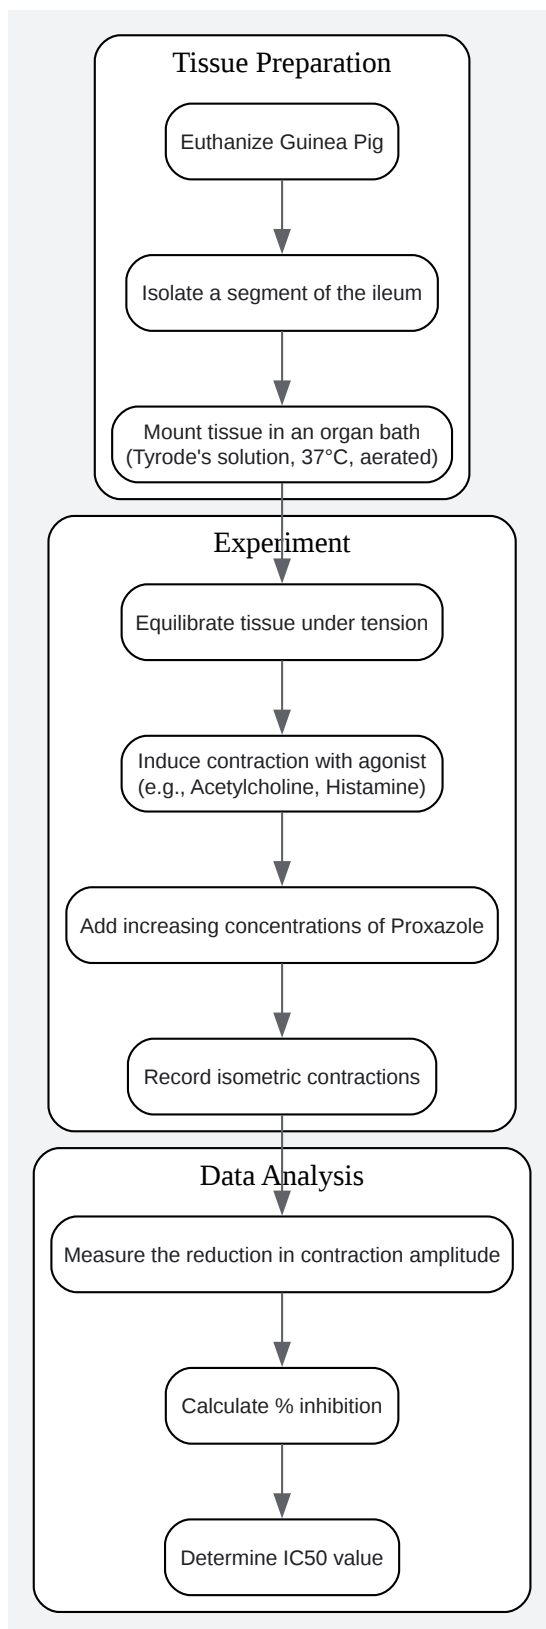 Tissue Preparation
Euthanize Guinea Pig
Isolate a segment of the ileum
Mount tissue in an organ bath
(Tyrode's solution, 37°C, aerated)
Experiment
Equilibrate tissue under tension
Induce contraction with agonist
(e.g., Acetylcholine, Histamine)
Add increasing concentrations of Proxazole
Record isometric contractions
Data Analysis
Measure the reduction in contraction amplitude
Calculate % inhibition
Determine IC50 value